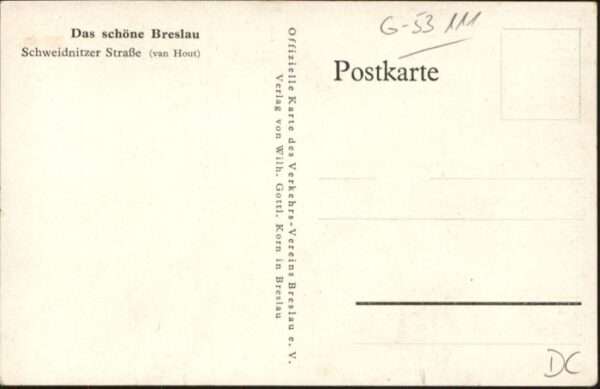 Das schöne Breslau
Schweidnitzer Straße (van Hout)
Offizielle Karte des Verkehrs-Vereins Breslau e. V.
Verlag von Wilh. Gottl. Korn in Breslau
G-53
Postkarte
DC